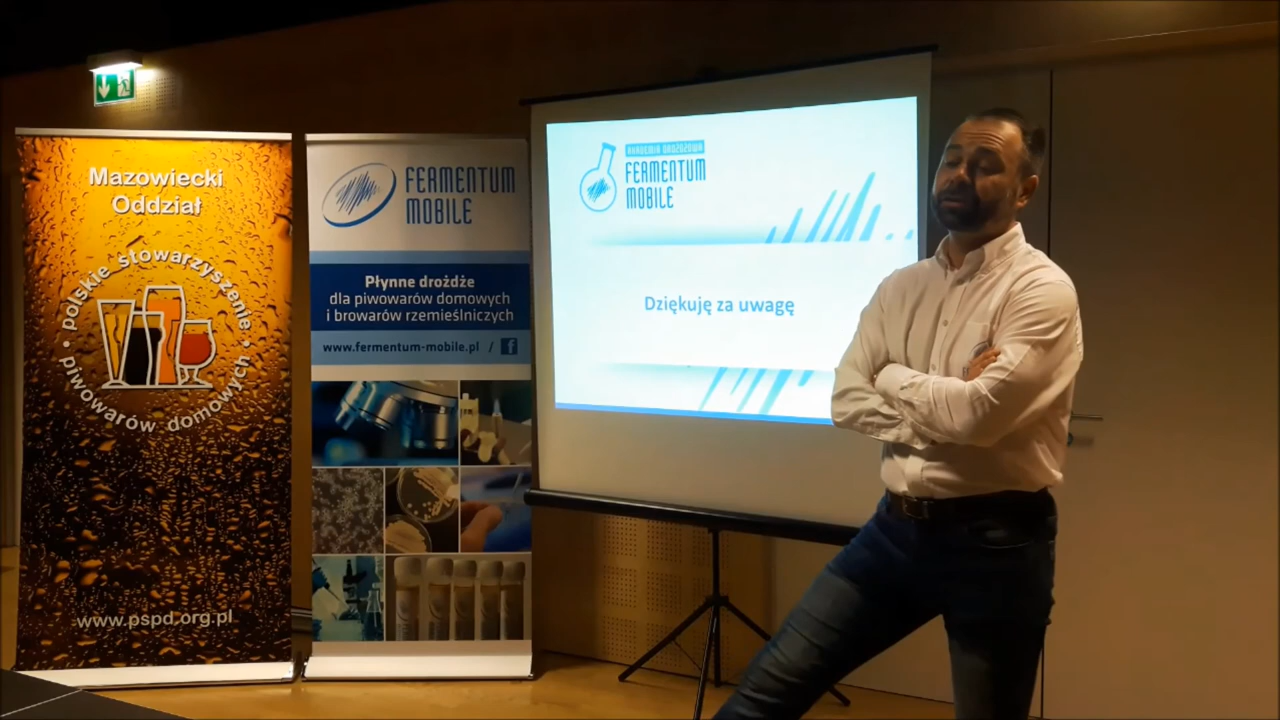 Mazowiecki
Oddział
polskie stowarzyszenie
piwowarów domowych
www.pspd.org.pl
FERMENTUM
MOBILE
Płynne drożdże
dla piwowarów domowych
i browarów rzemieślniczych
www.fermentum-mobile.pl / f
AKADEMIA DROŻDŻOWA
FERMENTUM
MOBILE
Dziękuję za uwagę